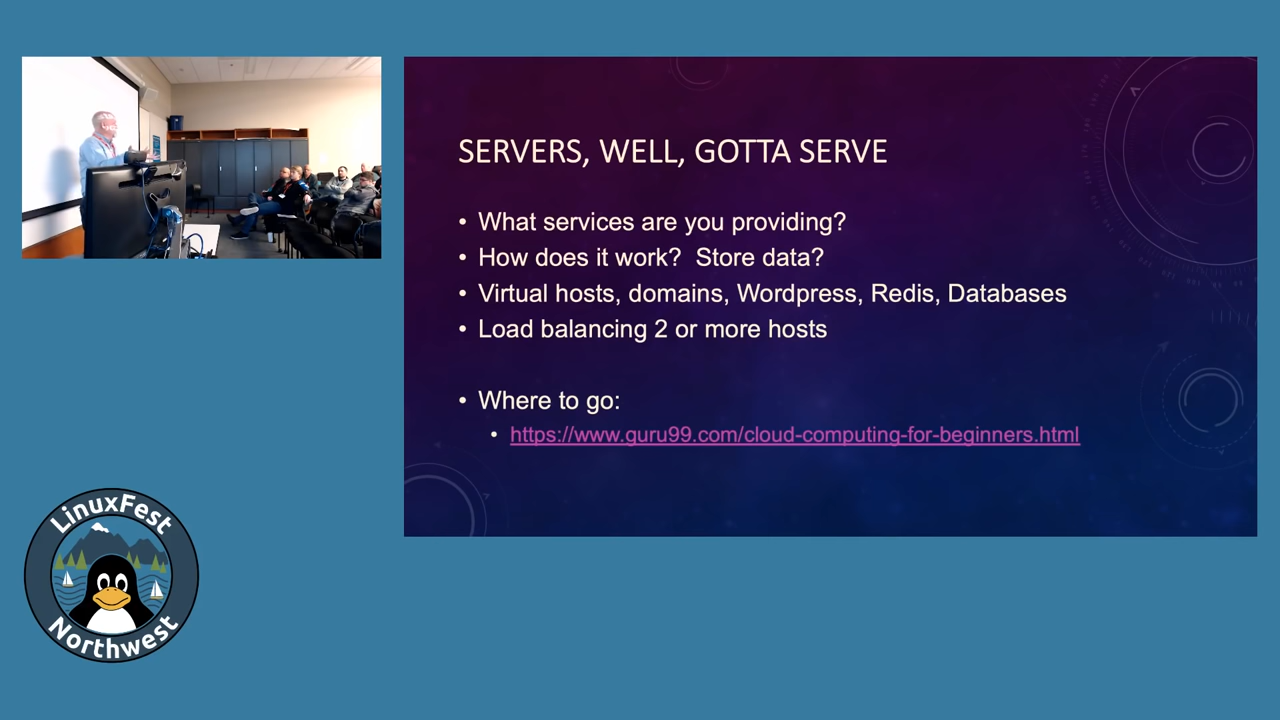 SERVERS, WELL, GOTTA SERVE
• What services are you providing?
• How does it work?  Store data?
• Virtual hosts, domains, Wordpress, Redis, Databases
• Load balancing 2 or more hosts
• Where to go:
• https://www.guru99.com/cloud-computing-for-beginners.html
LinuxFest
Northwest